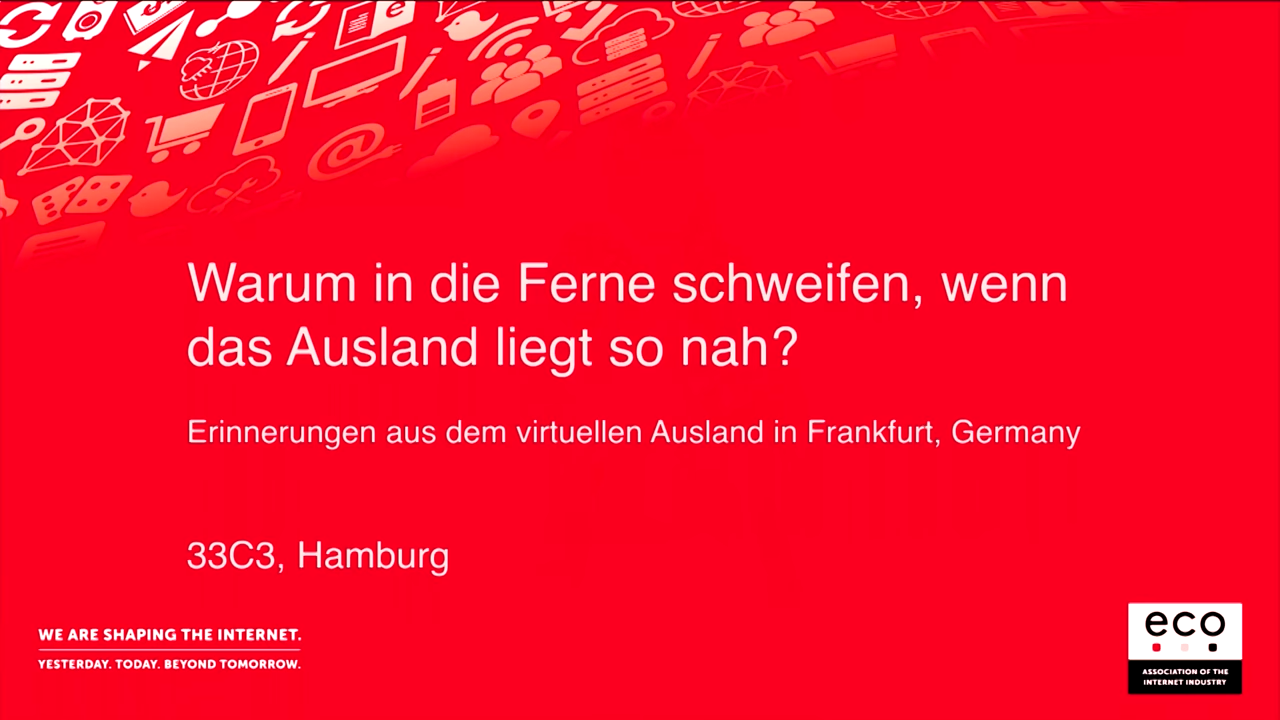 Warum in die Ferne schweifen, wenn
das Ausland liegt so nah?
Erinnerungen aus dem virtuellen Ausland in Frankfurt, Germany
33C3, Hamburg
WE ARE SHAPING THE INTERNET.
YESTERDAY. TODAY. BEYOND TOMORROW.
eco
ASSOCIATION OF THE
INTERNET INDUSTRY